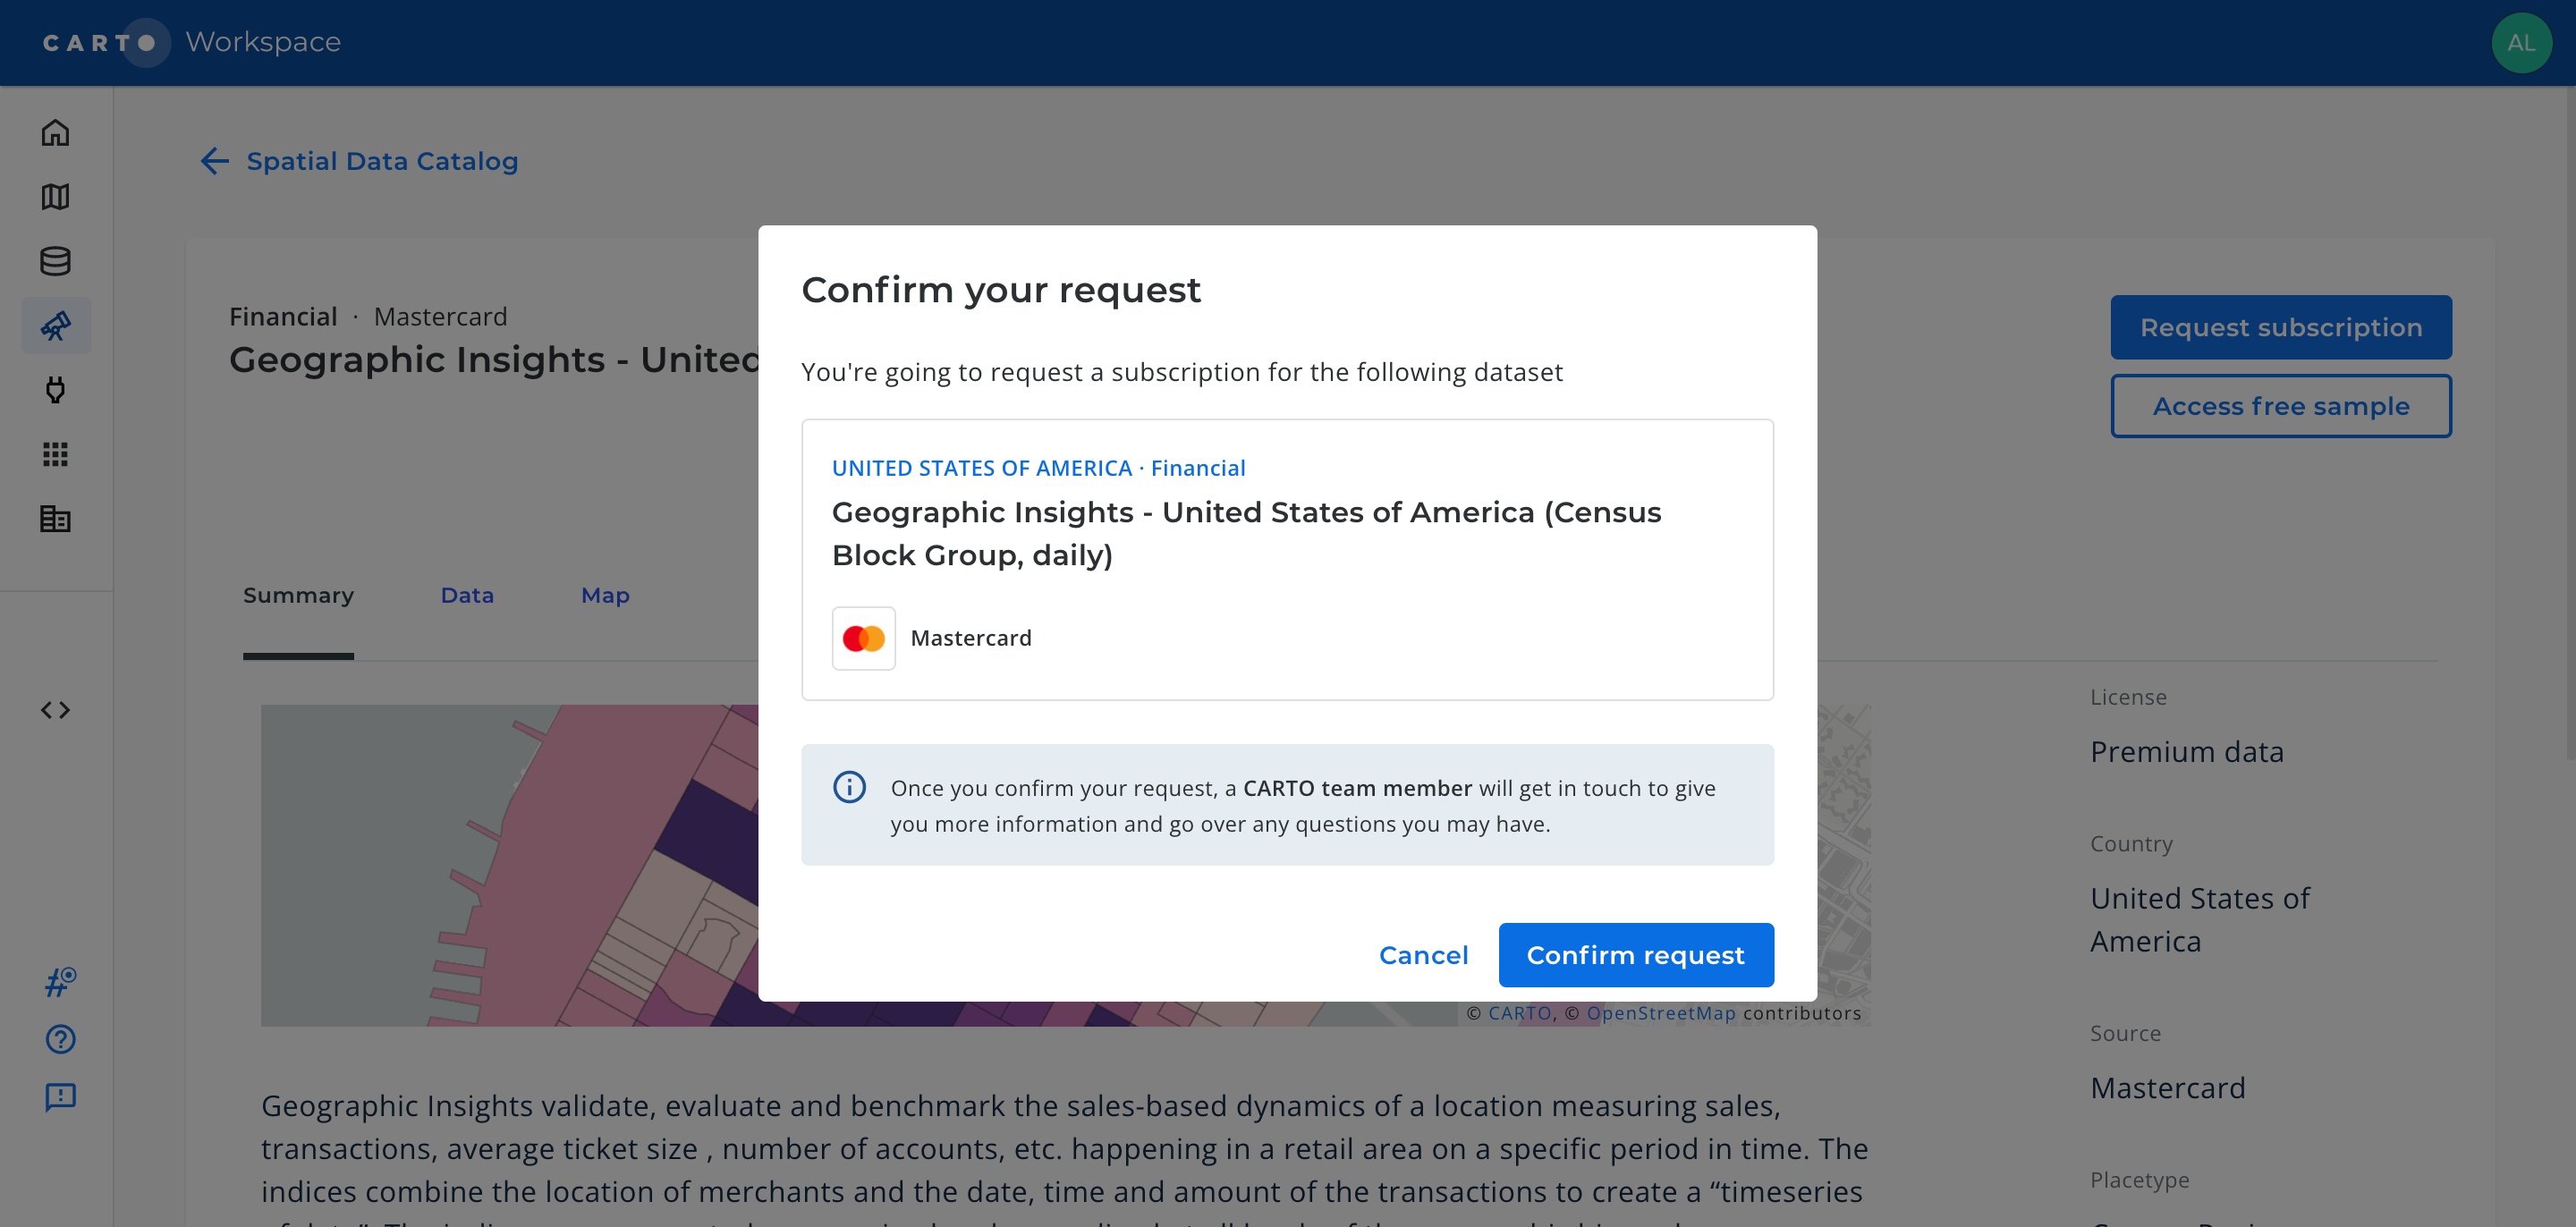 CARTO Workspace
AL
Spatial Data Catalog
Financial · Mastercard
Geographic Insights - United
Request subscription
Access free sample
Summary
Data
Map
Confirm your request
You're going to request a subscription for the following dataset
UNITED STATES OF AMERICA · Financial
Geographic Insights - United States of America (Census
Block Group, daily)
Mastercard
Once you confirm your request, a CARTO team member will get in touch to give
you more information and go over any questions you may have.
Cancel
Confirm request
License
Premium data
Country
United States of
America
Source
Mastercard
Placetype
© CARTO, © OpenStreetMap contributors
Geographic Insights validate, evaluate and benchmark the sales-based dynamics of a location measuring sales,
transactions, average ticket size , number of accounts, etc. happening in a retail area on a specific period in time. The
indices combine the location of merchants and the date, time and amount of the transactions to create a “timeseries